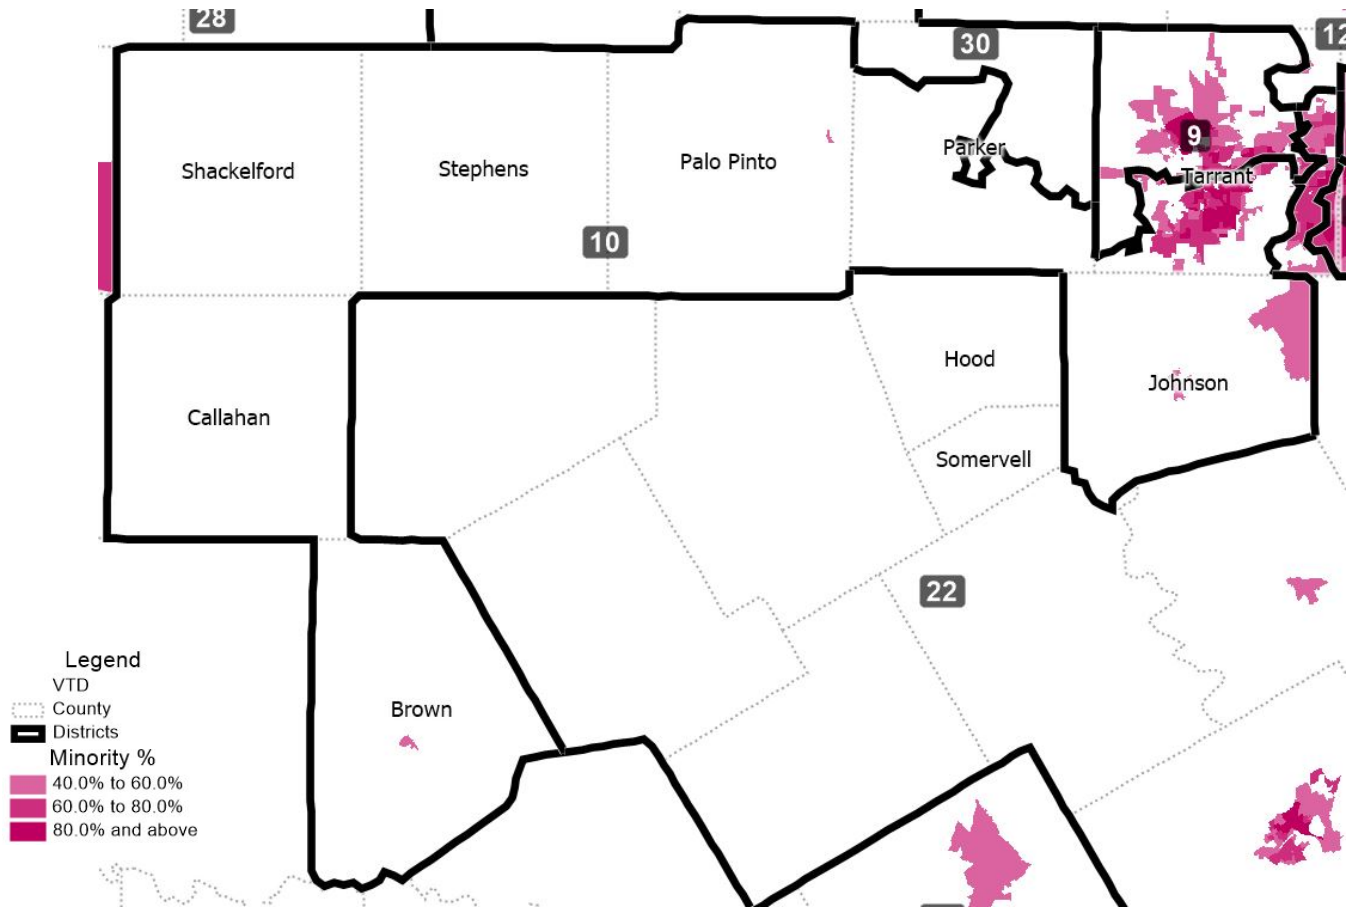 28
30
12
9
Parker
Palo Pinto
Shackelford
Stephens
Tarrant
10
Hood
Johnson
Callahan
Somervell
22
Legend
VTD
County
Districts
Minority %
40.0% to 60.0%
60.0% to 80.0%
80.0% and above
Brown